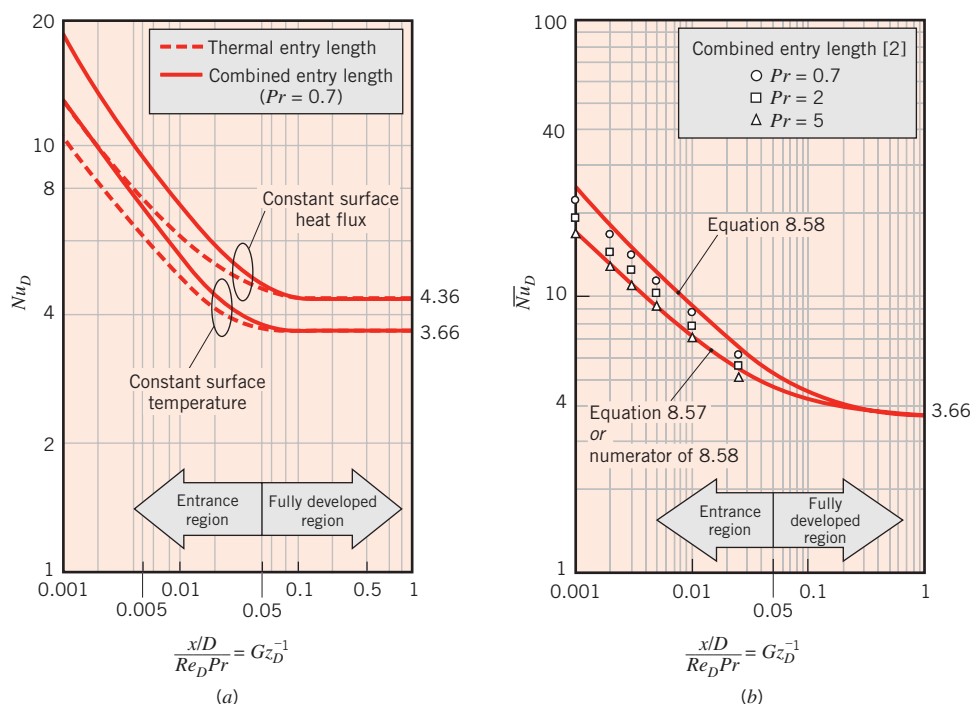 20
10
8
4
2
1
Nu_D
Thermal entry length
Combined entry length
(Pr = 0.7)
Constant surface
heat flux
4.36
3.66
Constant surface
temperature
Entrance
region
Fully developed
region
0.001
0.01
0.1
1
0.005
0.05
x/D
Re_D Pr
= Gz_D^-1
(a)
100
40
10
4
1
N̅u̅_D
Combined entry length [2]
Pr = 0.7
Pr = 2
Pr = 5
Equation 8.58
3.66
Equation 8.57
or
numerator of 8.58
Entrance
region
Fully
developed
region
0.001
0.01
0.1
1
0.05
x/D
Re_D Pr
= Gz_D^-1
(b)